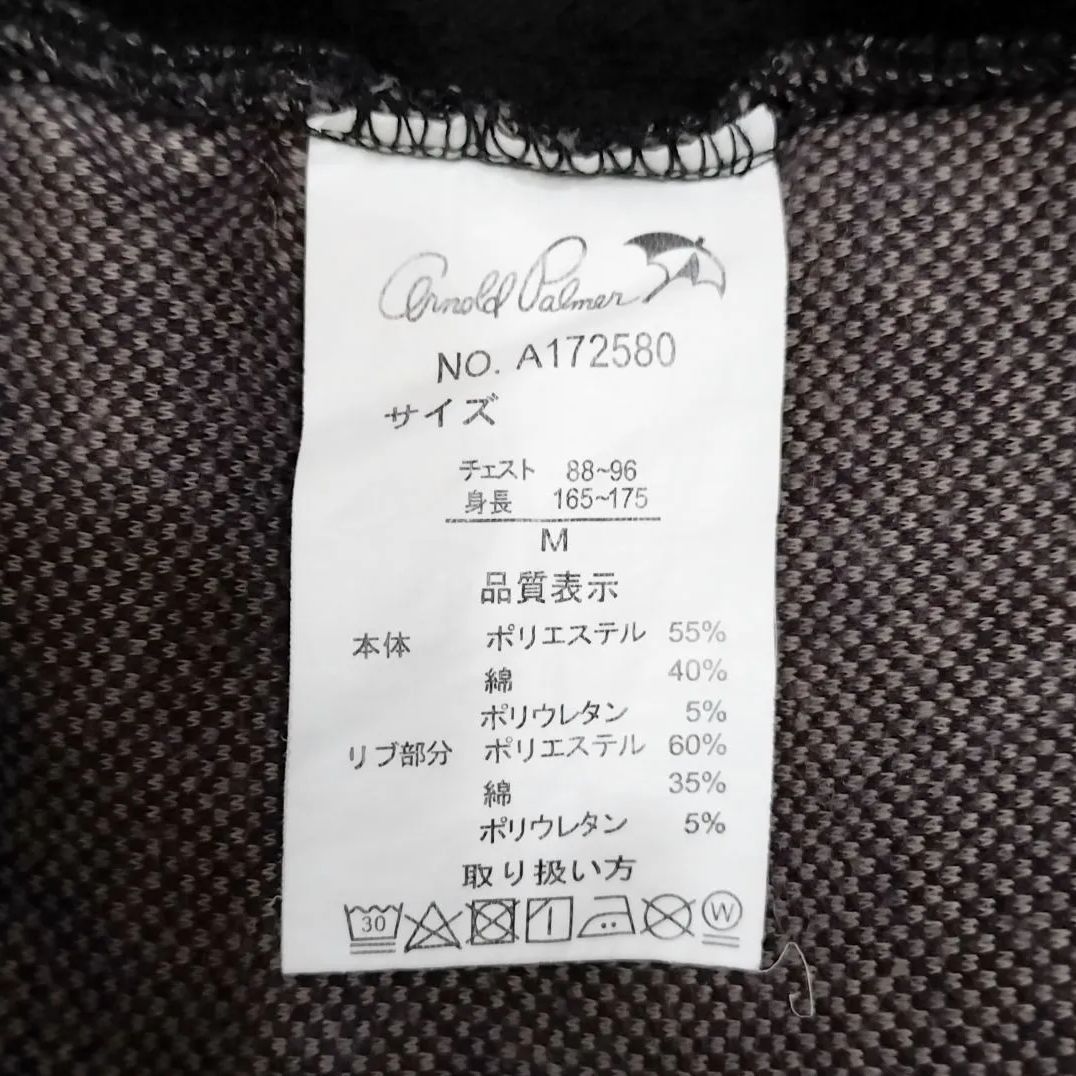 Arnold Palmer
NO. A172580
サイズ
チェスト 88~96
身長 165~175
M
品質表示
本体 ポリエステル 55%
綿 40%
ポリウレタン 5%
リブ部分 ポリエステル 60%
綿 35%
ポリウレタン 5%
取り扱い方
30 W